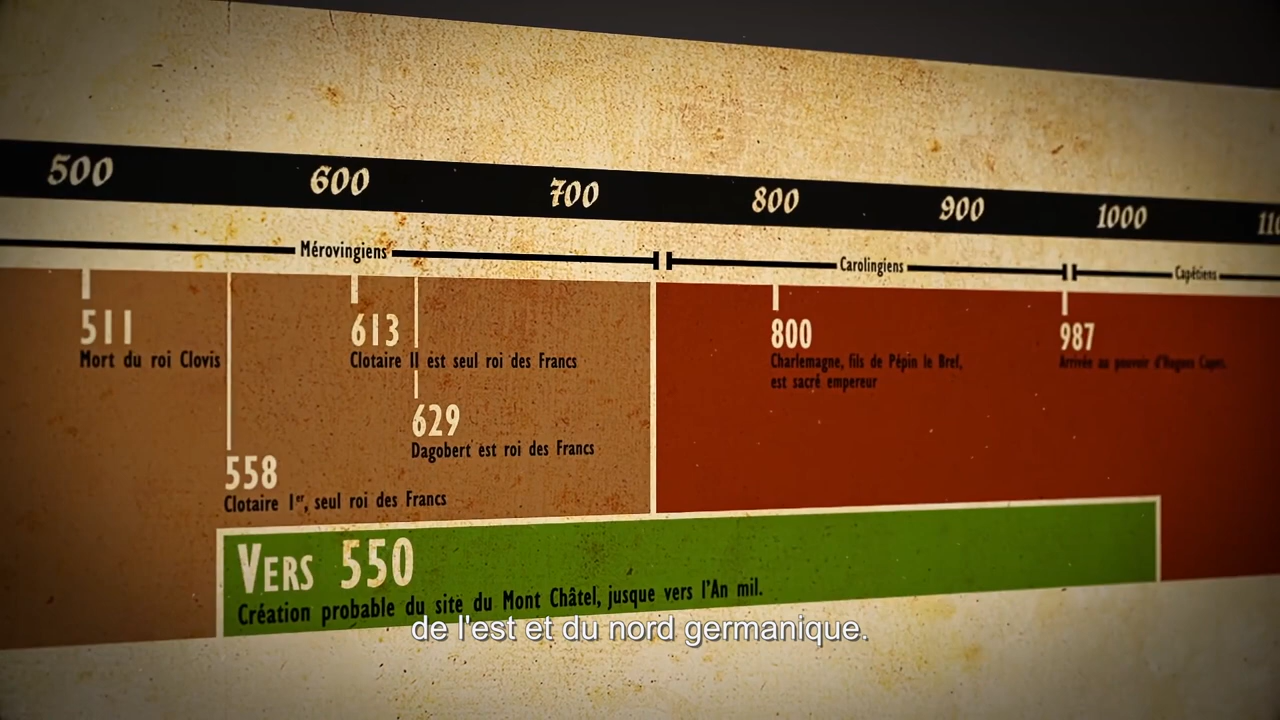 500 600 700 800 900 1000
Mérovingiens Carolingiens Capétiens
511
Mort du roi Clovis
613
Clotaire II est seul roi des Francs
800
Charlemagne, fils de Pépin le Bref,
est sacré empereur
987
Arrivée au pouvoir d'Hugues Capet.
629
Dagobert est roi des Francs
558
Clotaire Ier, seul roi des Francs
Vers 550
Création probable du site du Mont Châtel, jusque vers l'An mil.
de l'est et du nord germanique.